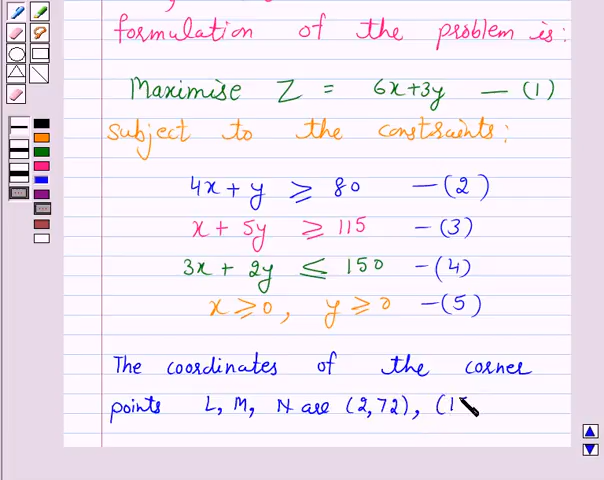 formulation of the problem is:
Maximise Z = 6x+3y — (1)
subject to the constraints:
4x + y ≥ 80 — (2)
x + 5y ≥ 115 — (3)
3x + 2y ≤ 150 — (4)
x ≥ 0, y ≥ 0 — (5)
The coordinates of the corner
points L, M, N are (2,72), (1